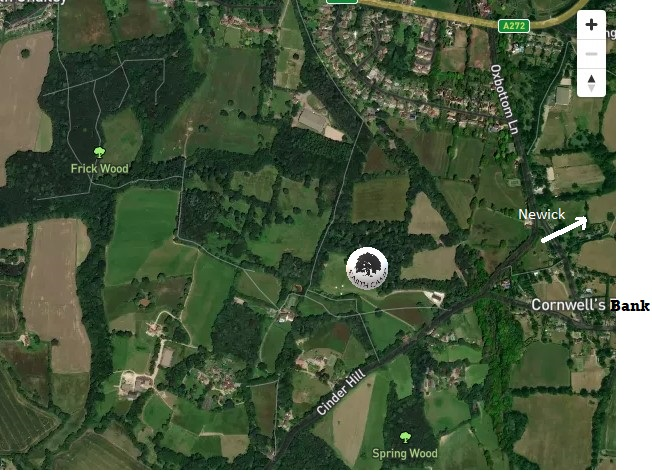 A272
Oxbottom Ln
Frick Wood
Newick
Cornwell's Bank
Cinder Hill
Spring Wood